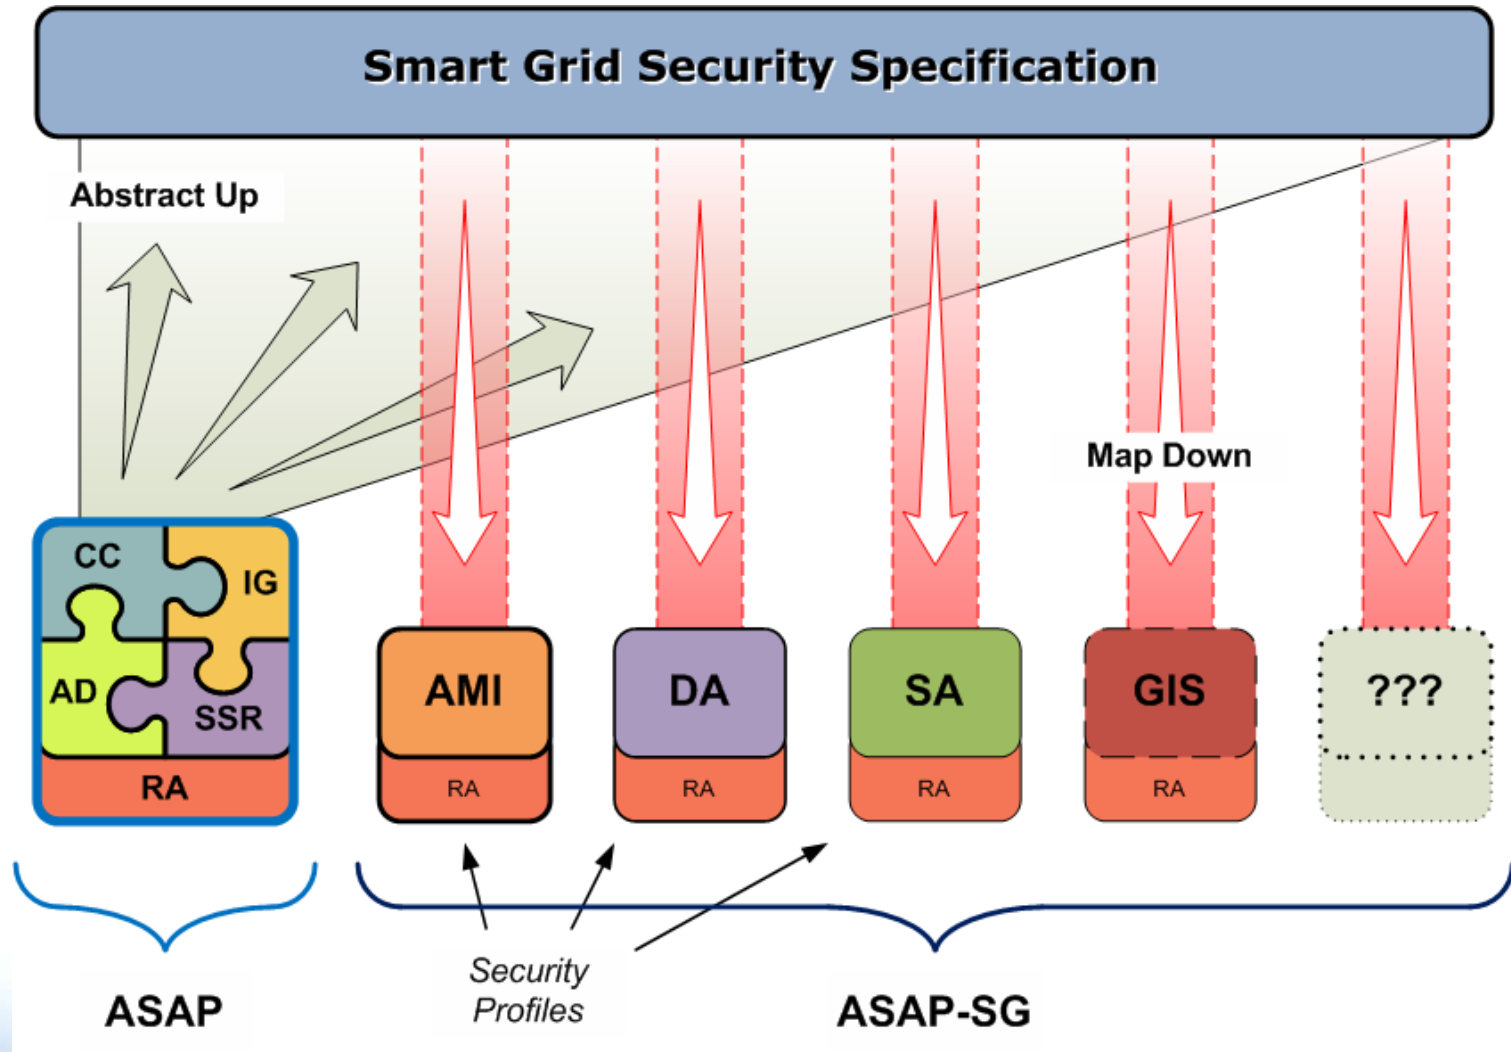 Smart Grid Security Specification
Abstract Up
Map Down
CC
IG
AD
SSR
RA
AMI
RA
DA
RA
SA
RA
GIS
RA
???
Security
Profiles
ASAP
ASAP-SG